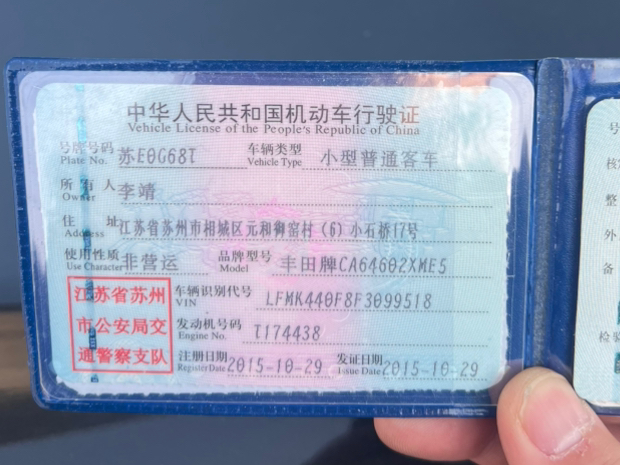 中华人民共和国机动车行驶证
Vehicle License of the People's Republic of China
号牌号码 Plate No. 苏E0G68T 车辆类型 Vehicle Type 小型普通客车
所有人 Owner 李靖
住址 Address 江苏省苏州市相城区元和御窑村(6)小石桥17号
使用性质 Use Character 非营运 品牌型号 Model 丰田牌CA64602XME5
车辆识别代号 VIN LFMK440F8F3099518
发动机号码 Engine No. T174438
注册日期 Register Date 2015-10-29 发证日期 Issue Date 2015-10-29
江苏省苏州
市公安局交
通警察支队
号
核
整
外
备
检验